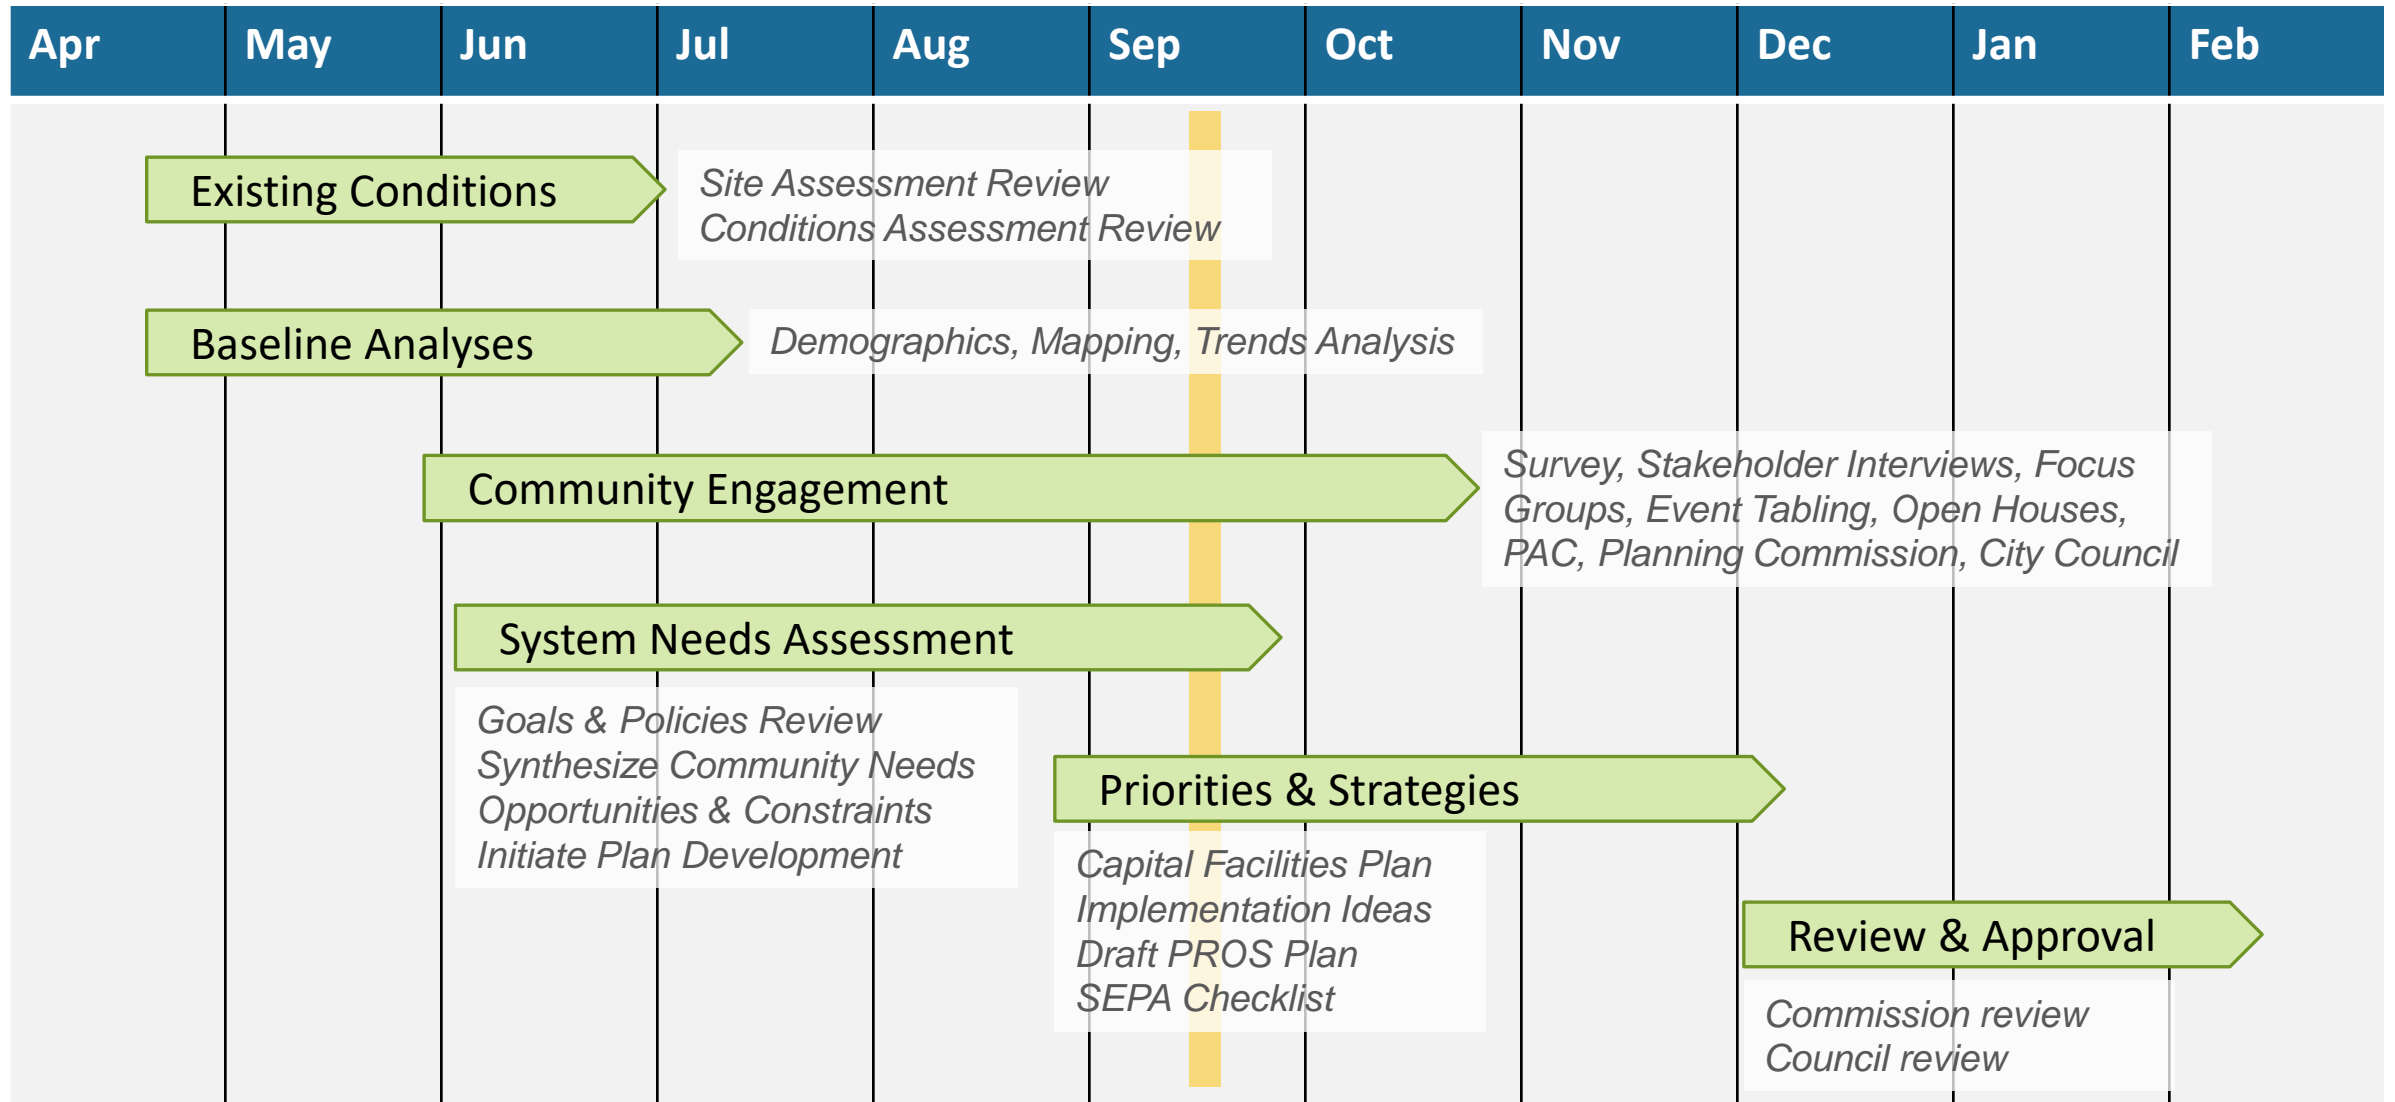 Apr May Jun Jul Aug Sep Oct Nov Dec Jan Feb
Existing Conditions
Site Assessment Review
Conditions Assessment Review
Baseline Analyses
Demographics, Mapping, Trends Analysis
Community Engagement
Survey, Stakeholder Interviews, Focus
Groups, Event Tabling, Open Houses,
PAC, Planning Commission, City Council
System Needs Assessment
Goals & Policies Review
Synthesize Community Needs
Opportunities & Constraints
Initiate Plan Development
Priorities & Strategies
Capital Facilities Plan
Implementation Ideas
Draft PROS Plan
SEPA Checklist
Review & Approval
Commission review
Council review